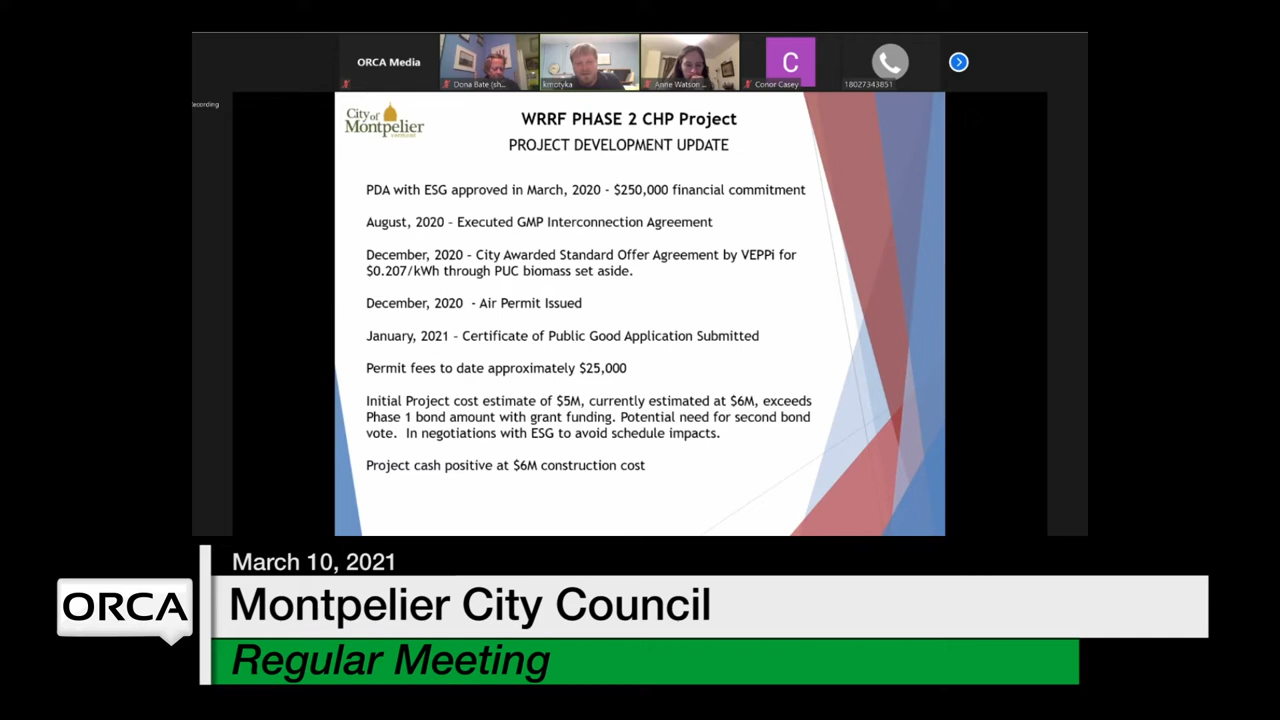 ORCA Media
Dona Bate (sh...
kmotyka
Anne Watson ...
C
Conor Casey
18027343851
ecording
City of
Montpelier
Vermont
WRRF PHASE 2 CHP Project
PROJECT DEVELOPMENT UPDATE
PDA with ESG approved in March, 2020 - $250,000 financial commitment
August, 2020 – Executed GMP Interconnection Agreement
December, 2020 – City Awarded Standard Offer Agreement by VEPPi for
$0.207/kWh through PUC biomass set aside.
December, 2020 - Air Permit Issued
January, 2021 – Certificate of Public Good Application Submitted
Permit fees to date approximately $25,000
Initial Project cost estimate of $5M, currently estimated at $6M, exceeds
Phase 1 bond amount with grant funding. Potential need for second bond
vote. In negotiations with ESG to avoid schedule impacts.
Project cash positive at $6M construction cost
March 10, 2021
ORCA
Montpelier City Council
Regular Meeting